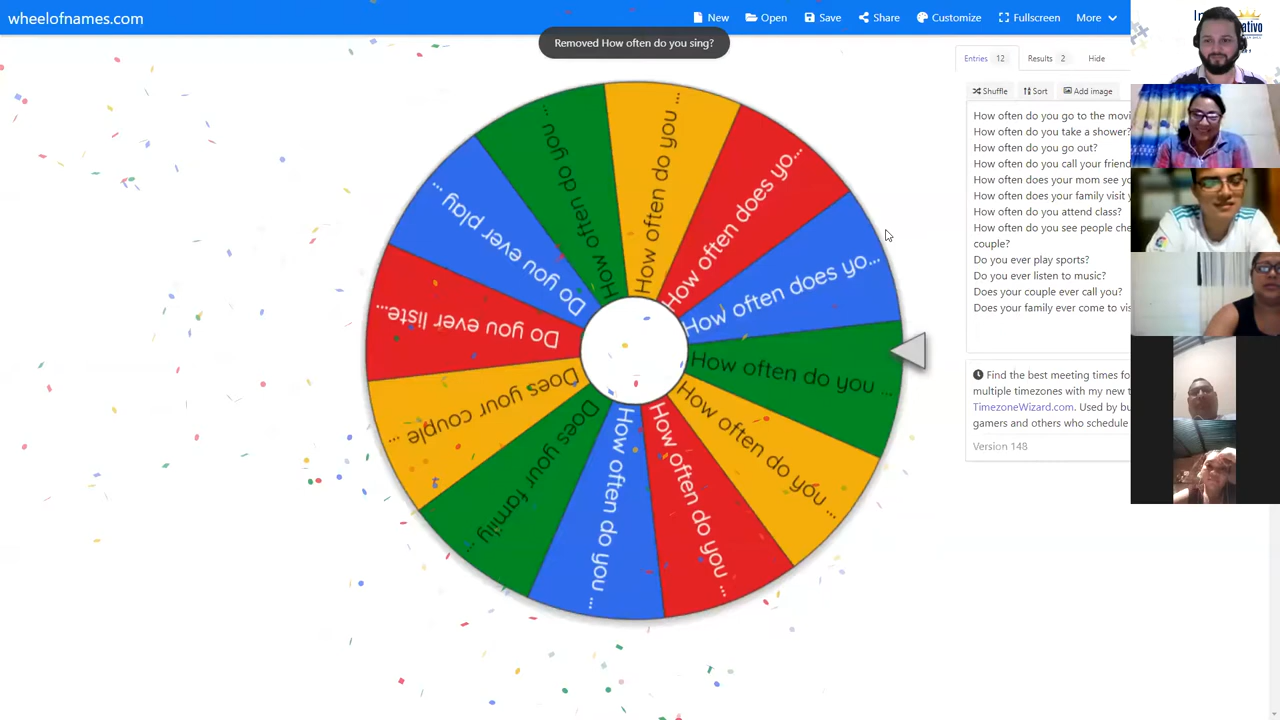 wheelofnames.com
New
Open
Save
Share
Customize
Fullscreen
More
Removed How often do you sing?
Entries 12
Results 2
Hide
Shuffle
Sort
Add image
How often do you go to the movi
How often do you take a shower?
How often do you go out?
How often do you call your friend
How often does your mom see yo
How often does your family visit y
How often do you attend class?
How often do you see people che
couple?
Do you ever play sports?
Do you ever listen to music?
Does your couple ever call you?
Does your family ever come to vis
Find the best meeting times fo
multiple timezones with my new t
TimezoneWizard.com. Used by bu
gamers and others who schedule
Version 148
How often do you ...
How often does yo...
How often does yo...
How often do you ...
How often do you ...
How often do you ...
How often do you ...
Does your family ...
Does your couple ...
Do you ever liste...
Do you ever play ...
How often do you ...